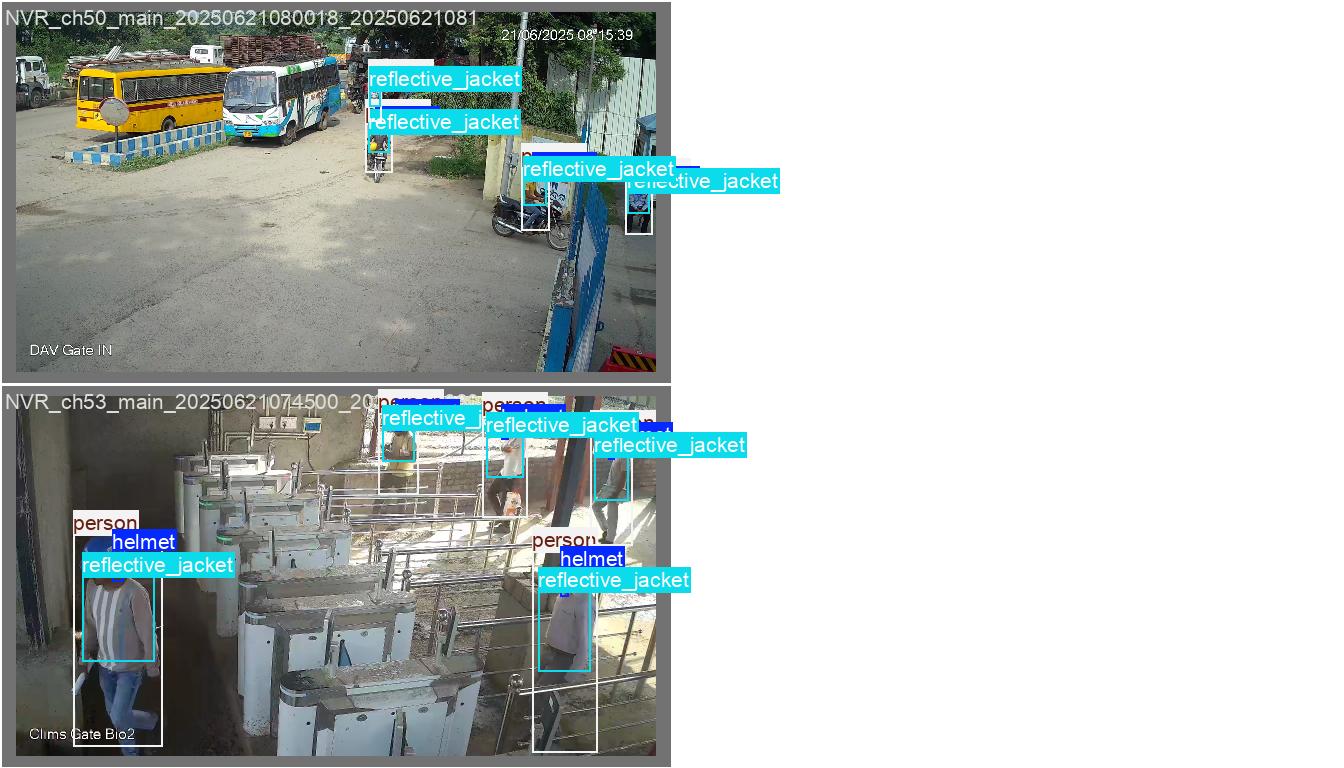 NVR_ch50_main_20250621080018_20250621081
21/06/2025 08:15:39
reflective_jacket
reflective_jacket
reflective_jacket
reflective_jacket
DAV Gate IN
NVR_ch53_main_20250621074500_20
person
person
reflective_j
reflective_jacket
reflective_jacket
person
helmet
reflective_jacket
person
helmet
reflective_jacket
Clims Gate Bio2